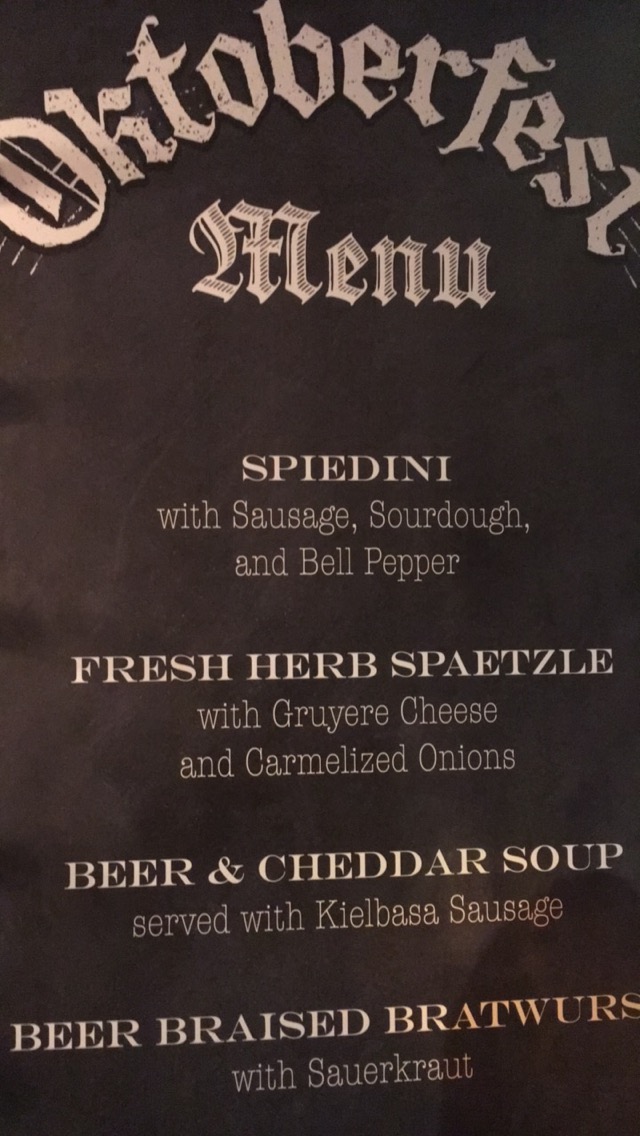 Oktoberfest
Menu
SPIEDINI
with Sausage, Sourdough,
and Bell Pepper
FRESH HERB SPAETZLE
with Gruyere Cheese
and Carmelized Onions
BEER & CHEDDAR SOUP
served with Kielbasa Sausage
BEER BRAISED BRATWURS
with Sauerkraut